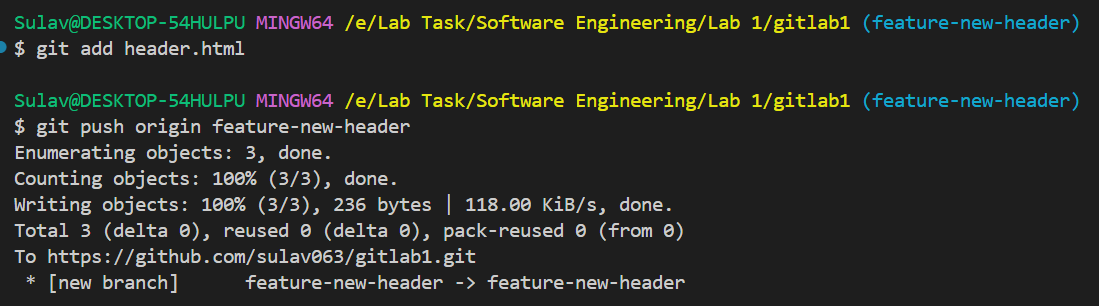 Sulav@DESKTOP-54HULPU MINGW64 /e/Lab Task/Software Engineering/Lab 1/gitlab1 (feature-new-header)
$ git add header.html
Sulav@DESKTOP-54HULPU MINGW64 /e/Lab Task/Software Engineering/Lab 1/gitlab1 (feature-new-header)
$ git push origin feature-new-header
Enumerating objects: 3, done.
Counting objects: 100% (3/3), done.
Writing objects: 100% (3/3), 236 bytes | 118.00 KiB/s, done.
Total 3 (delta 0), reused 0 (delta 0), pack-reused 0 (from 0)
To https://github.com/sulav063/gitlab1.git
 * [new branch]      feature-new-header -> feature-new-header